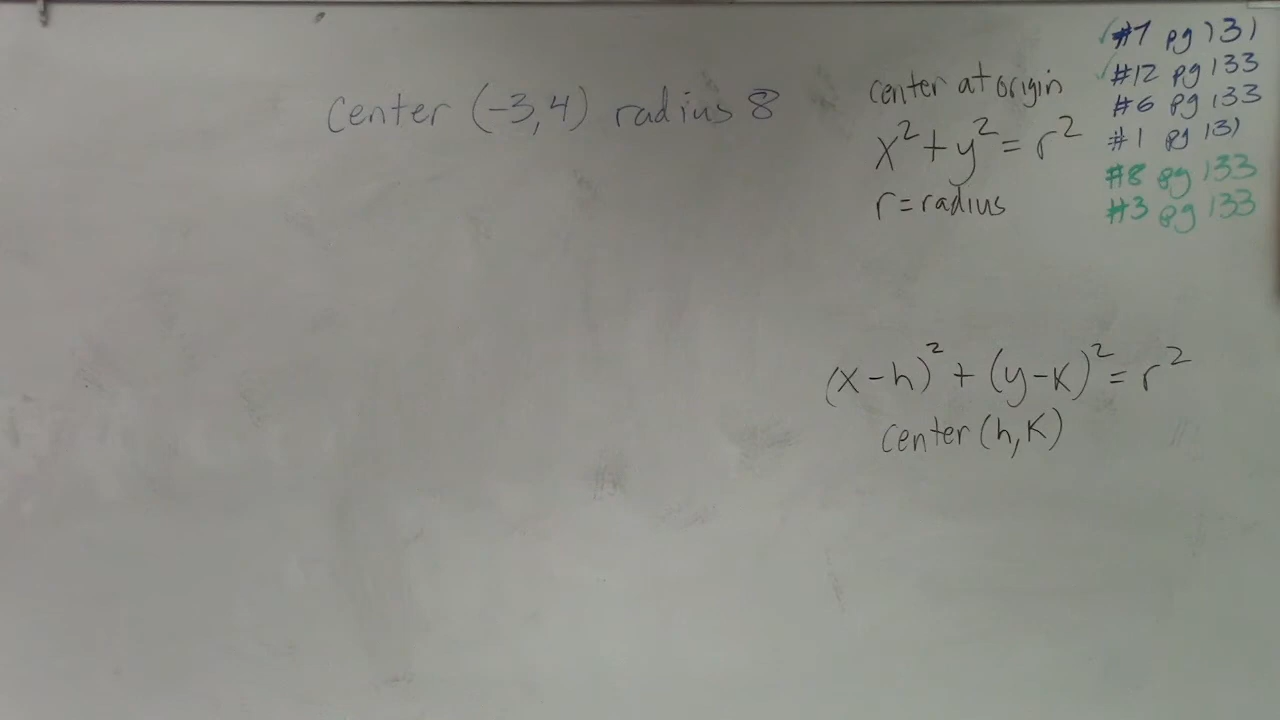 center (-3,4) radius 8
center at origin
x² + y² = r²
r = radius
(x-h)² + (y-k)² = r²
center (h,k)
✓#7 pg 131
✓#12 pg 133
#6 pg 133
#1 pg 131
#8 pg 133
#3 pg 133